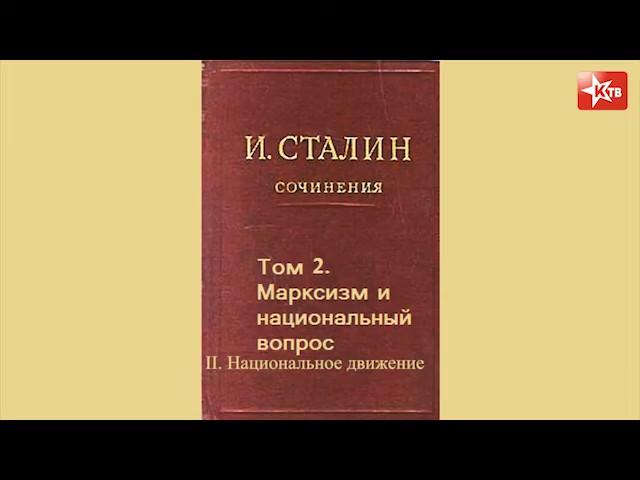 КТВ
И. СТАЛИН
СОЧИНЕНИЯ
Том 2.
Марксизм и
национальный
вопрос
II. Национальное движение